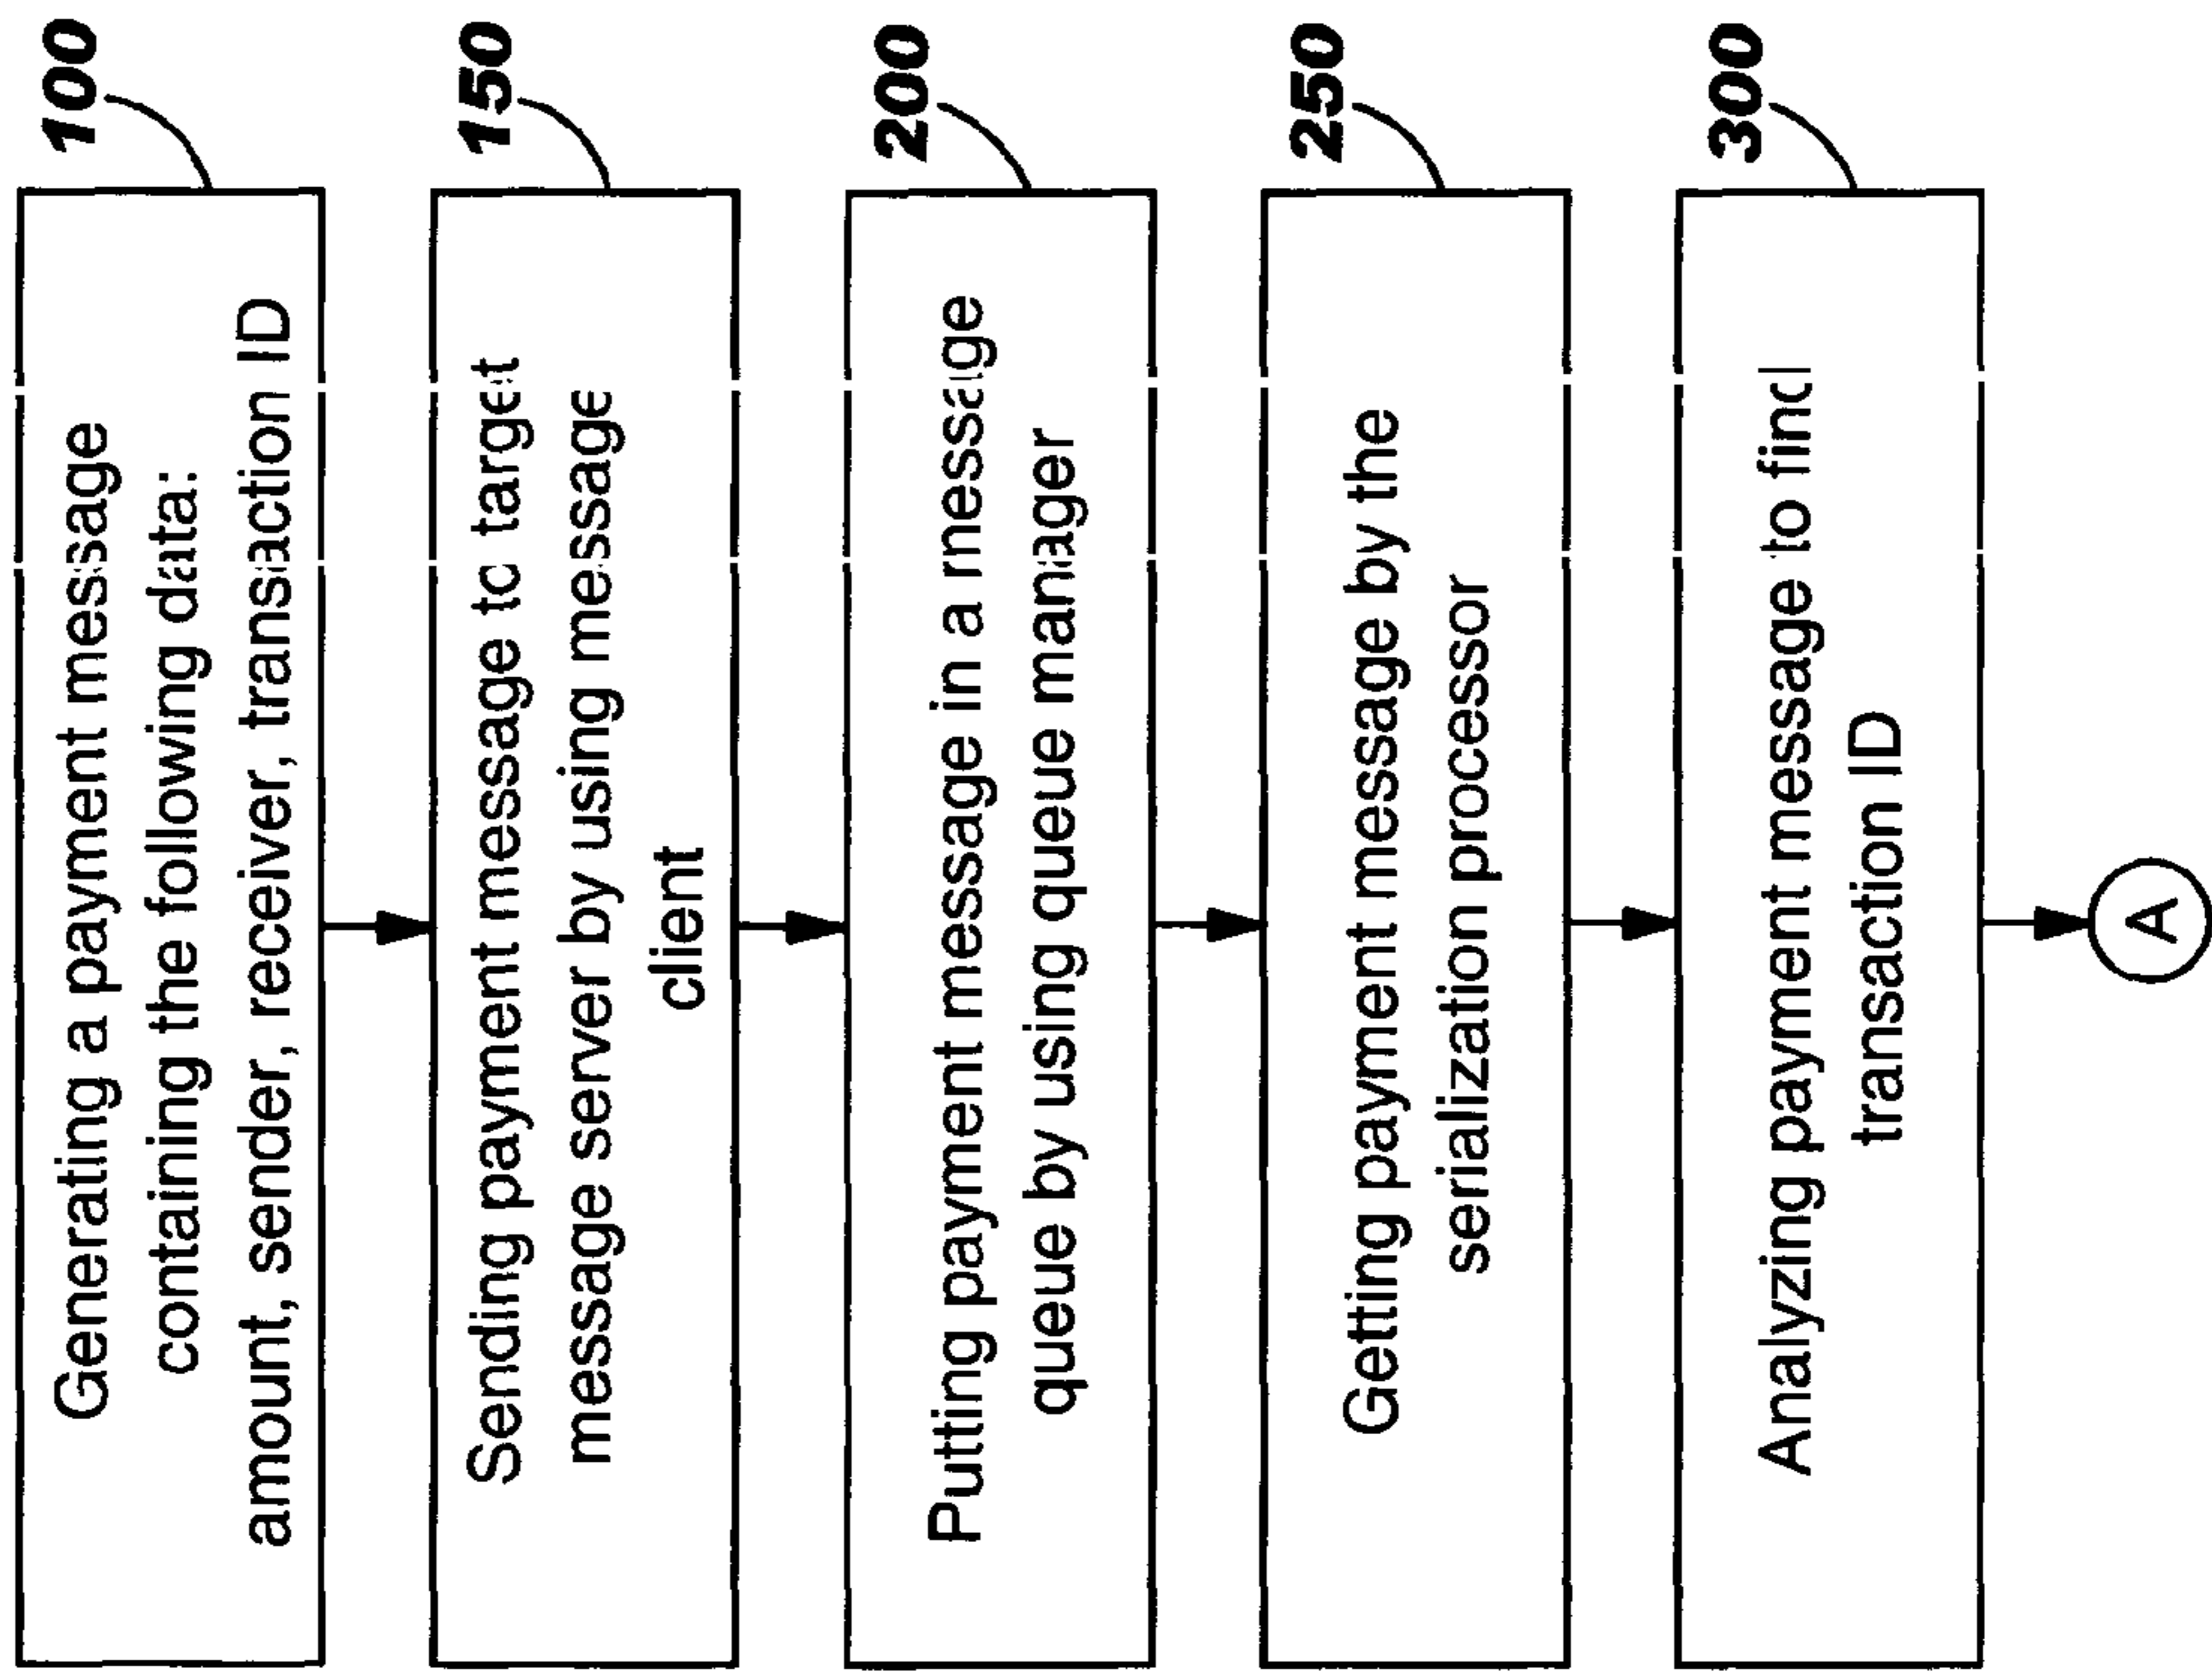 100
Generating a payment message
containing the following data:
amount, sender, receiver, transaction ID
150
Sending payment message to target
message server by using message
client
200
Putting payment message in a message
queue by using queue manager
250
Getting payment message by the
serialization processor
300
Analyzing payment message to find
transaction ID
A